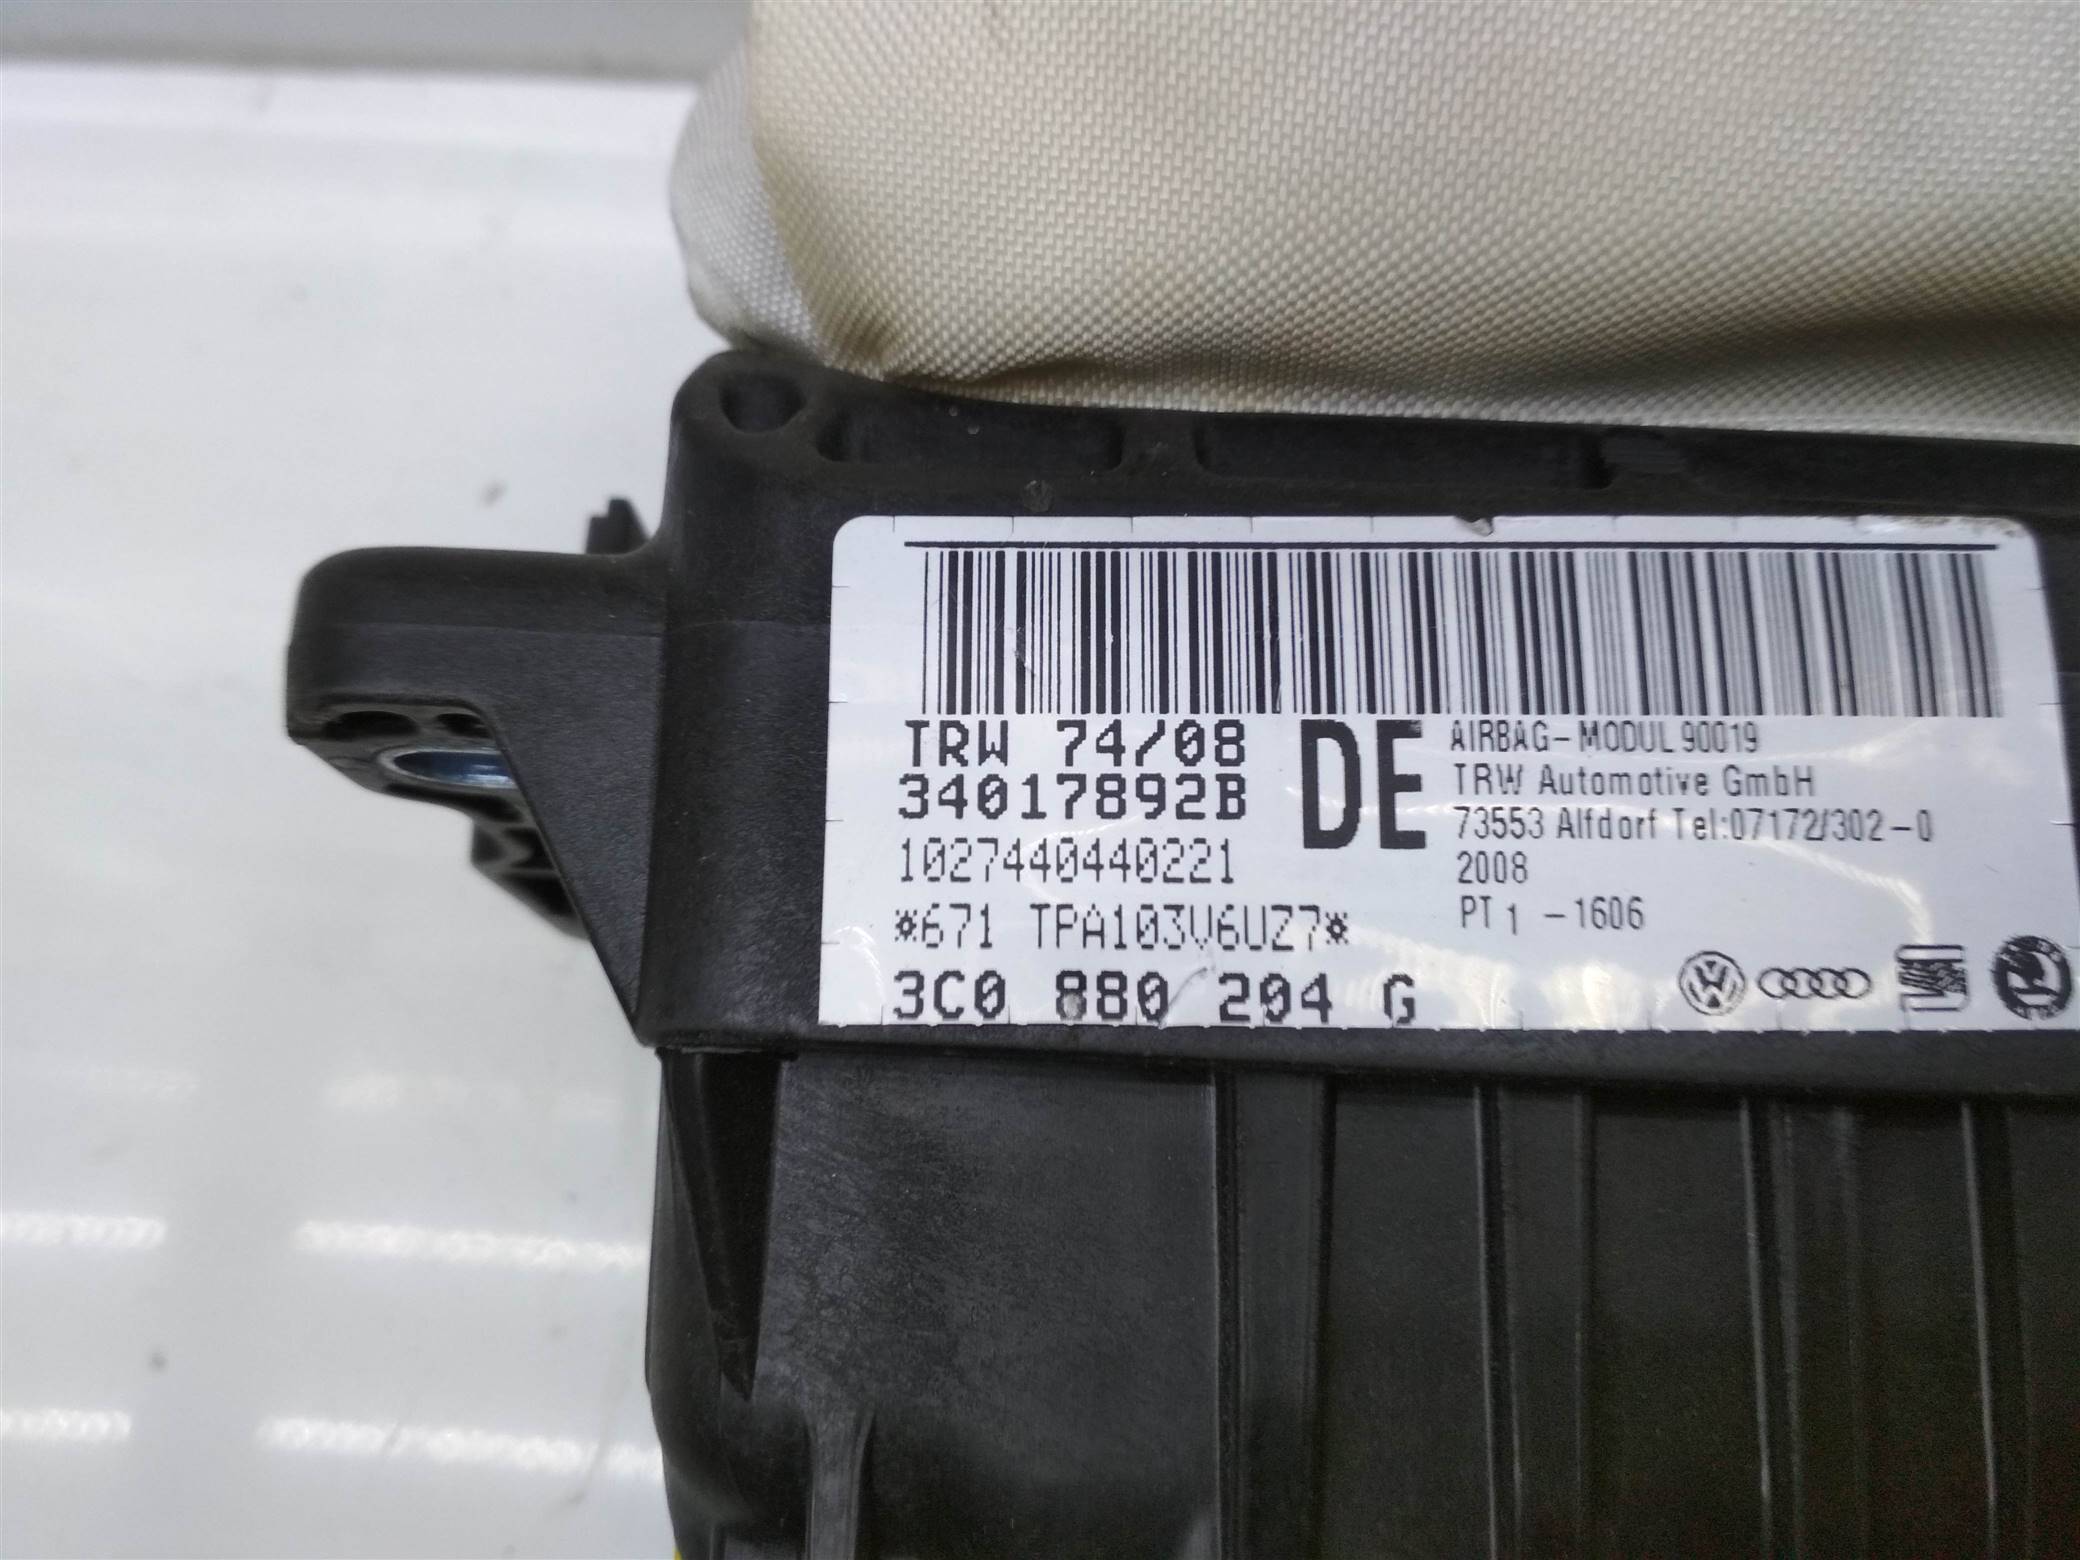 TRW 74/08
34017892B
1027440440221
*671 TPA103V6UZ7*
3C0 880 204 G
DE
AIRBAG-MODUL 90019
TRW Automotive GmbH
73553 Alfdorf Tel:07172/302-0
2008
PT 1 -1606